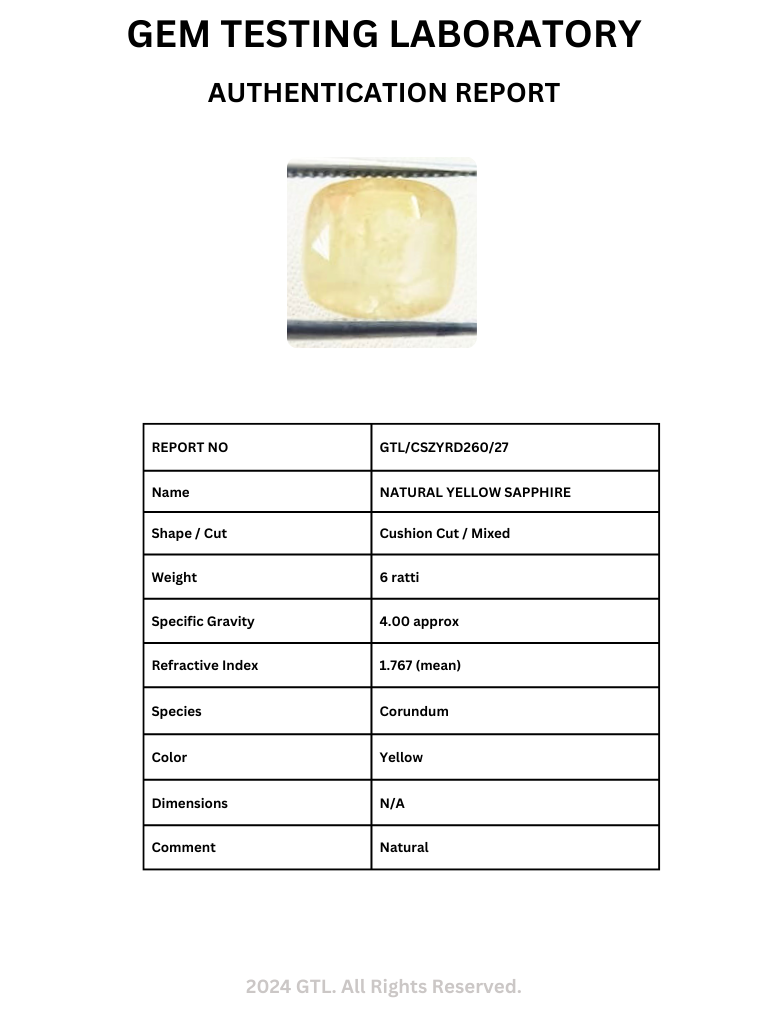 GEM TESTING LABORATORY
AUTHENTICATION REPORT
REPORT NO GTL/CSZYRD260/27
Name NATURAL YELLOW SAPPHIRE
Shape / Cut Cushion Cut / Mixed
Weight 6 ratti
Specific Gravity 4.00 approx
Refractive Index 1.767 (mean)
Species Corundum
Color Yellow
Dimensions N/A
Comment Natural
2024 GTL. All Rights Reserved.